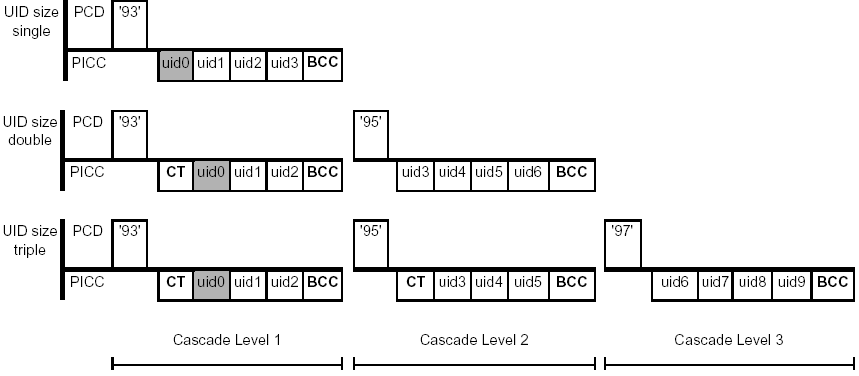 UID size single PCD '93'
PICC uid0 uid1 uid2 uid3 BCC
UID size double PCD '93' '95'
PICC CT uid0 uid1 uid2 BCC uid3 uid4 uid5 uid6 BCC
UID size triple PCD '93' '95' '97'
PICC CT uid0 uid1 uid2 BCC CT uid3 uid4 uid5 BCC uid6 uid7 uid8 uid9 BCC
Cascade Level 1 Cascade Level 2 Cascade Level 3